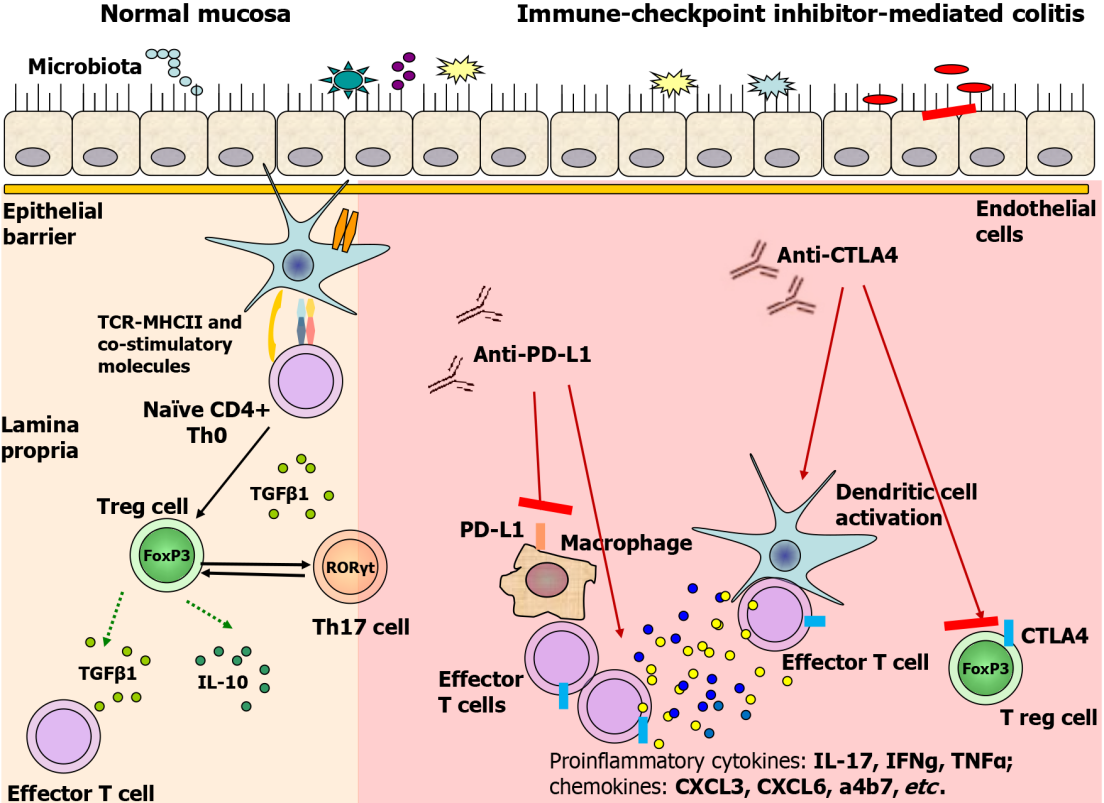 Normal mucosa
Immune-checkpoint inhibitor-mediated colitis
Microbiota
Epithelial
barrier
Endothelial
cells
Anti-CTLA4
TCR-MHCII and
co-stimulatory
molecules
Anti-PD-L1
Naïve CD4+
Th0
Lamina
propria
TGFβ1
Treg cell
Dendritic cell
activation
PD-L1
Macrophage
FoxP3
RORγt
Th17 cell
CTLA4
Effector T cell
FoxP3
TGFβ1
IL-10
Effector
T cells
T reg cell
Effector T cell
Proinflammatory cytokines: IL-17, IFNg, TNFα;
chemokines: CXCL3, CXCL6, a4b7, etc.